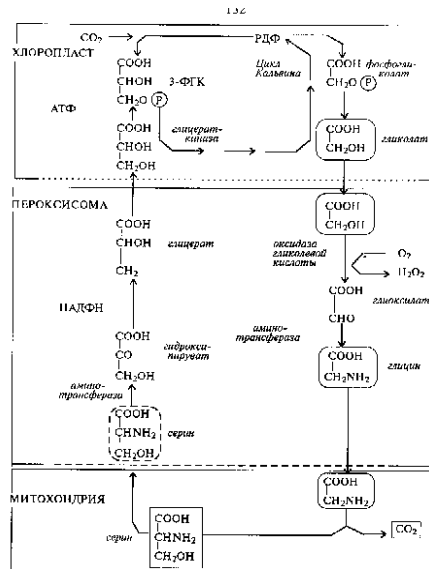 132
CO₂
РДФ
ХЛОРОПЛАСТ
COOH
CHOH
CH₂O (P)
3-ФГК
Цикл
Кальвина
COOH
CH₂O (P)
фосфогли-
колат
АТФ
COOH
CHOH
CH₂OH
глицерат-
киназа
COOH
CH₂OH
гликолат
ПЕРОКСИСОМА
COOH
CH₂OH
COOH
CHOH
CH₂
глицерат
оксидаза
гликолевой
кислоты
O₂
H₂O₂
НАДФН
COOH
CHO
глиоксилат
COOH
CO
CH₂OH
гидрокси-
пируват
амино-
трансфераза
COOH
CH₂NH₂
глицин
амино-
трансфераза
COOH
CHNH₂
CH₂OH
серин
МИТОХОНДРИЯ
COOH
CH₂NH₂
серин
COOH
CHNH₂
CH₂OH
CO₂